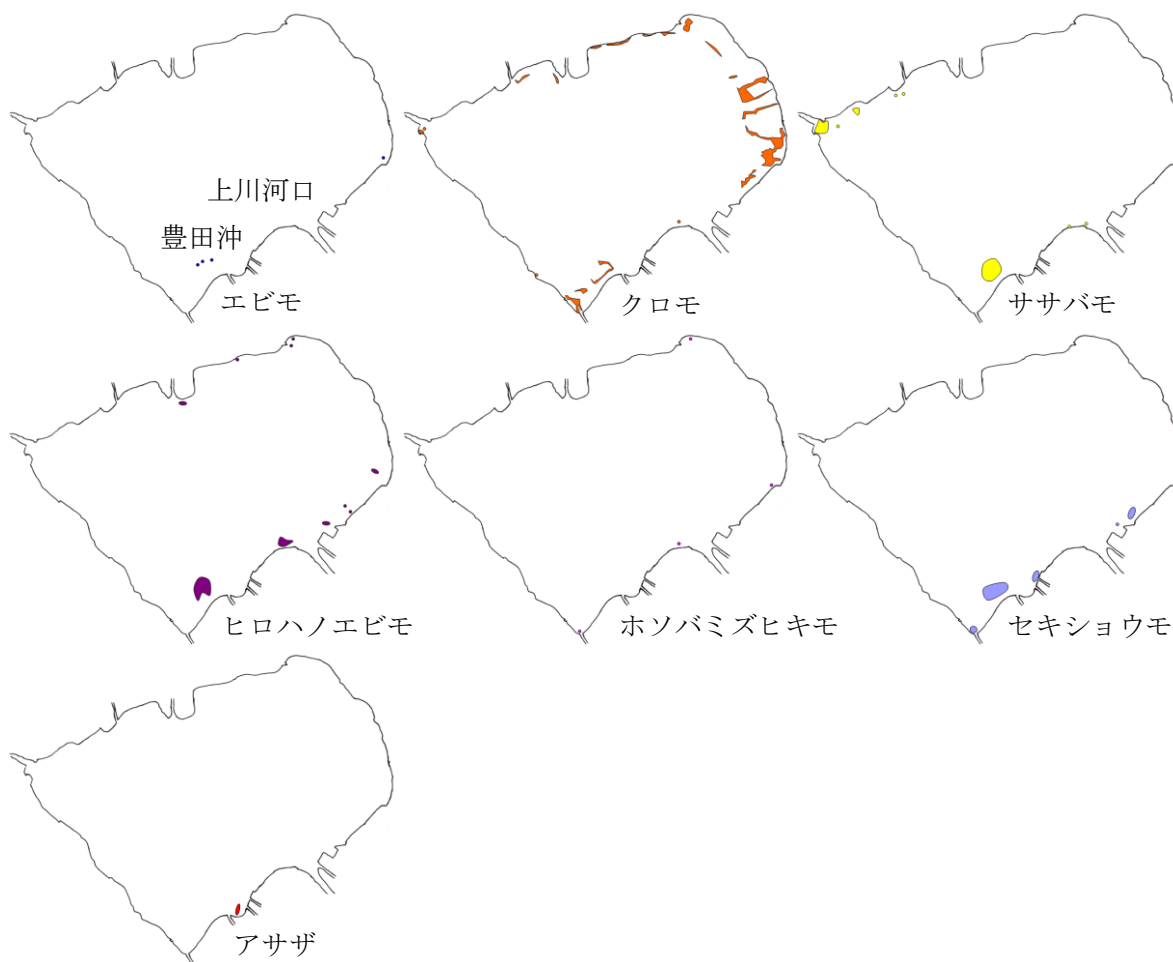 上川河口
豊田沖
エビモ
クロモ
ササバモ
ヒロハノエビモ
ホソバミズヒキモ
セキショウモ
アサザ